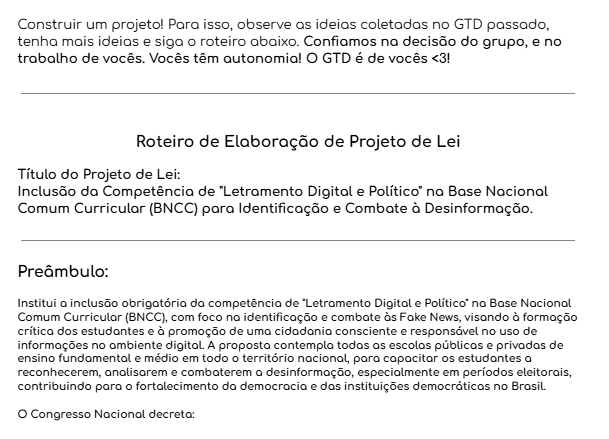 Construir um projeto! Para isso, observe as ideias coletadas no GTD passado,
tenha mais ideias e siga o roteiro abaixo. Confiamos na decisão do grupo, e no
trabalho de vocês. Vocês têm autonomia! O GTD é de vocês <3!
Roteiro de Elaboração de Projeto de Lei
Título do Projeto de Lei:
Inclusão da Competência de "Letramento Digital e Político" na Base Nacional
Comum Curricular (BNCC) para Identificação e Combate à Desinformação.
Preâmbulo:
Institui a inclusão obrigatória da competência de "Letramento Digital e Político" na Base Nacional
Comum Curricular (BNCC), com foco na identificação e combate às Fake News, visando à formação
crítica dos estudantes e à promoção de uma cidadania consciente e responsável no uso de
informações no ambiente digital. A proposta contempla todas as escolas públicas e privadas de
ensino fundamental e médio em todo o território nacional, para capacitar os estudantes a
reconhecerem, analisarem e combaterem a desinformação, especialmente em períodos eleitorais,
contribuindo para o fortalecimento da democracia e das instituições democráticas no Brasil.
O Congresso Nacional decreta: